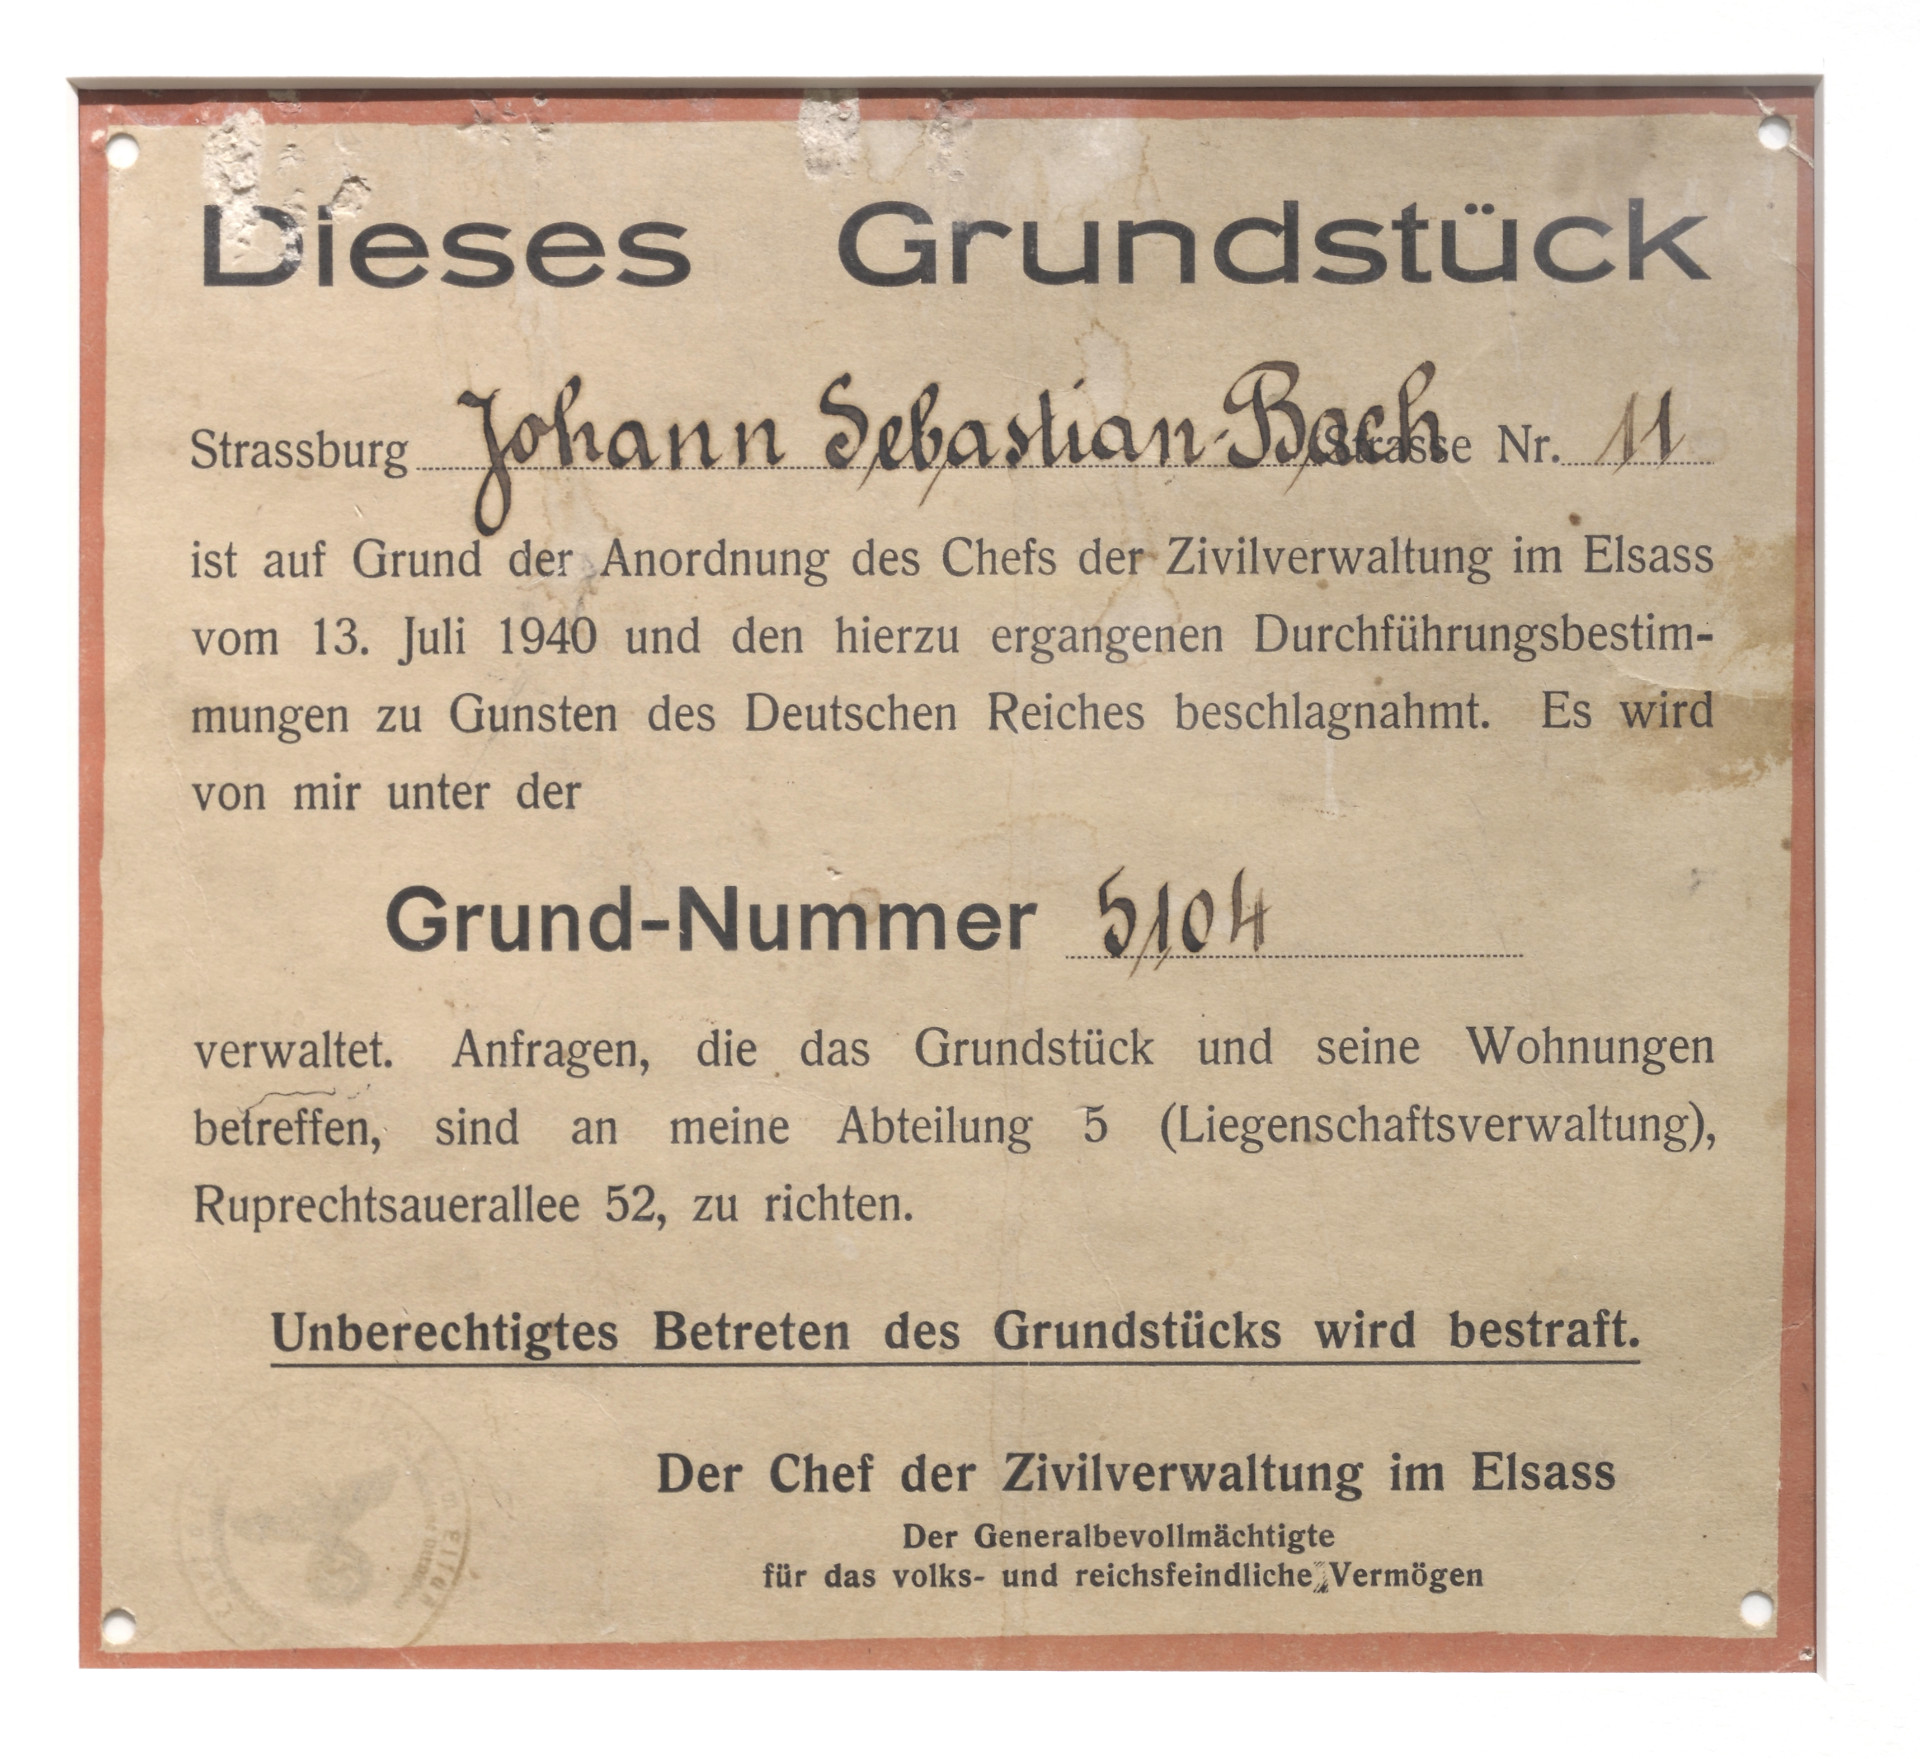 Dieses Grundstück
Strassburg Johann Sebastian-Bach Strasse Nr. 11
ist auf Grund der Anordnung des Chefs der Zivilverwaltung im Elsass
vom 13. Juli 1940 und den hierzu ergangenen Durchführungsbestim-
mungen zu Gunsten des Deutschen Reiches beschlagnahmt. Es wird
von mir unter der
Grund-Nummer 5104
verwaltet. Anfragen, die das Grundstück und seine Wohnungen
betreffen, sind an meine Abteilung 5 (Liegenschaftsverwaltung),
Ruprechtsauerallee 52, zu richten.
Unberechtigtes Betreten des Grundstücks wird bestraft.
Der Chef der Zivilverwaltung im Elsass
Der Generalbevollmächtigte
für das volks- und reichsfeindliche Vermögen